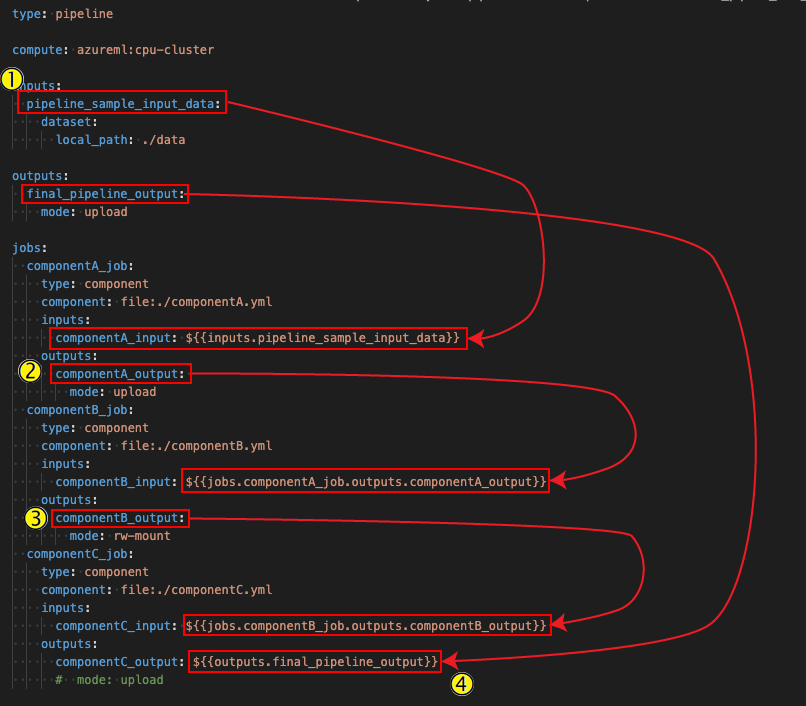 type: pipeline
compute: azureml:cpu-cluster
1
nputs:
pipeline_sample_input_data:
dataset:
local_path: ./data
outputs:
final_pipeline_output:
mode: upload
jobs:
componentA_job:
type: component
component: file:./componentA.yml
inputs:
componentA_input: ${{inputs.pipeline_sample_input_data}}
outputs:
2
componentA_output:
mode: upload
componentB_job:
type: component
component: file:./componentB.yml
inputs:
componentB_input: ${{jobs.componentA_job.outputs.componentA_output}}
outputs:
3
componentB_output:
mode: rw-mount
componentC_job:
type: component
component: file:./componentC.yml
inputs:
componentC_input: ${{jobs.componentB_job.outputs.componentB_output}}
outputs:
componentC_output: ${{outputs.final_pipeline_output}}
# mode: upload
4